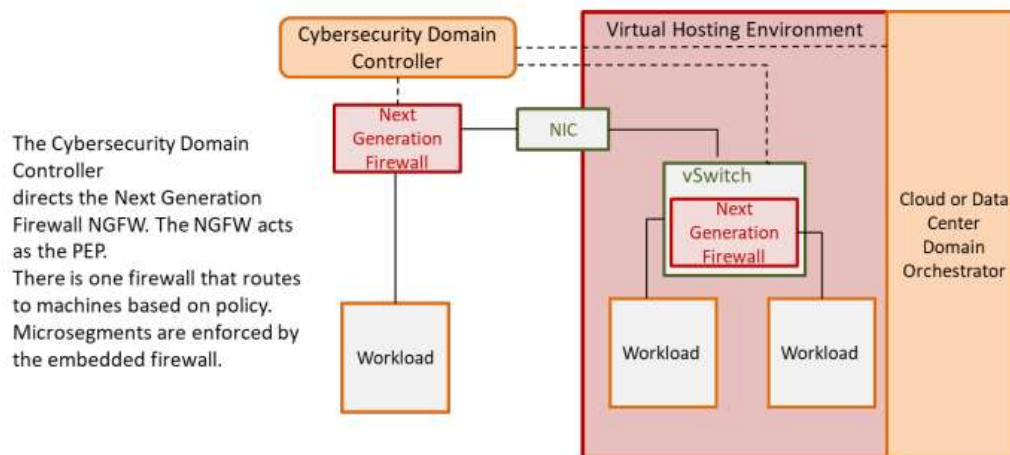 Cybersecurity Domain
Controller
Virtual Hosting Environment
Next
Generation
Firewall
NIC
The Cybersecurity Domain
Controller
directs the Next Generation
Firewall NGFW. The NGFW acts
as the PEP.
There is one firewall that routes
to machines based on policy.
Microsegments are enforced by
the embedded firewall.
vSwitch
Next
Generation
Firewall
Cloud or Data
Center
Domain
Orchestrator
Workload
Workload
Workload